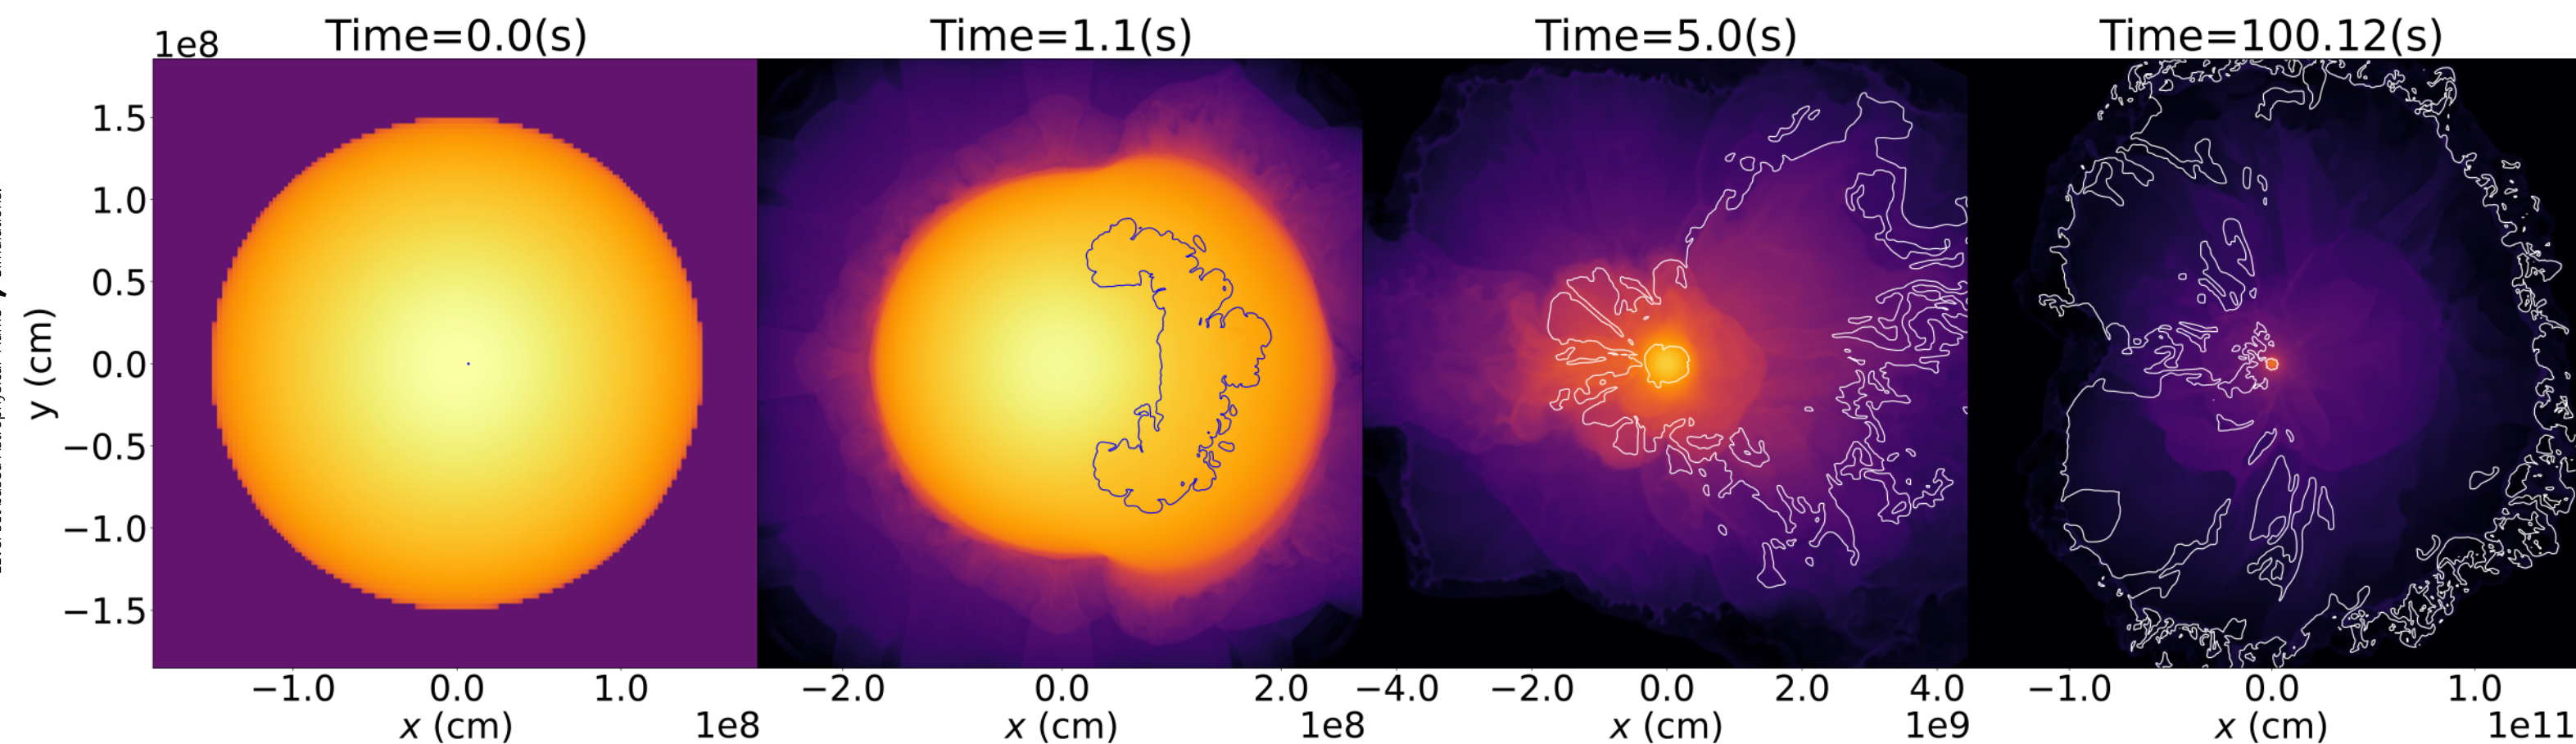 Time=0.0(s)
Time=1.1(s)
Time=5.0(s)
Time=100.12(s)
1e8
1.5
1.0
0.5
0.0
−0.5
−1.0
−1.5
y (cm)
−1.0 0.0 1.0
x (cm)
1e8
−2.0 0.0 2.0
x (cm)
1e8
−4.0 −2.0 0.0 2.0 4.0
x (cm)
1e9
−1.0 0.0 1.0
x (cm)
1e11